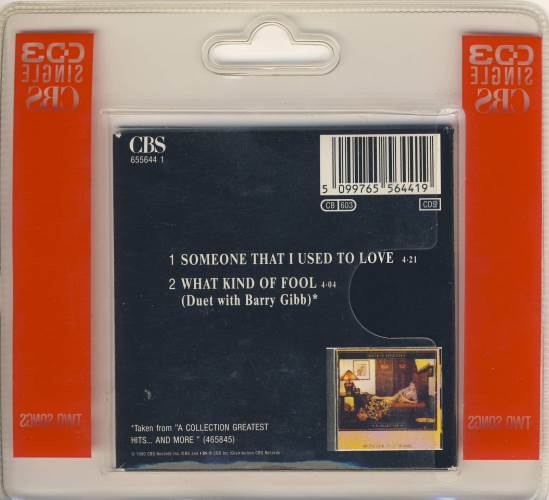 CD3
SINGLE
CBS
CD3
SINGLE
CBS
CBS
655644 1
5 099765 564419
CB 603
CDS
1 SOMEONE THAT I USED TO LOVE 4·21
2 WHAT KIND OF FOOL 4·04
(Duet with Barry Gibb)*
TWO SONGS
TWO SONGS
*Taken from "A COLLECTION GREATEST
HITS... AND MORE" (465845)